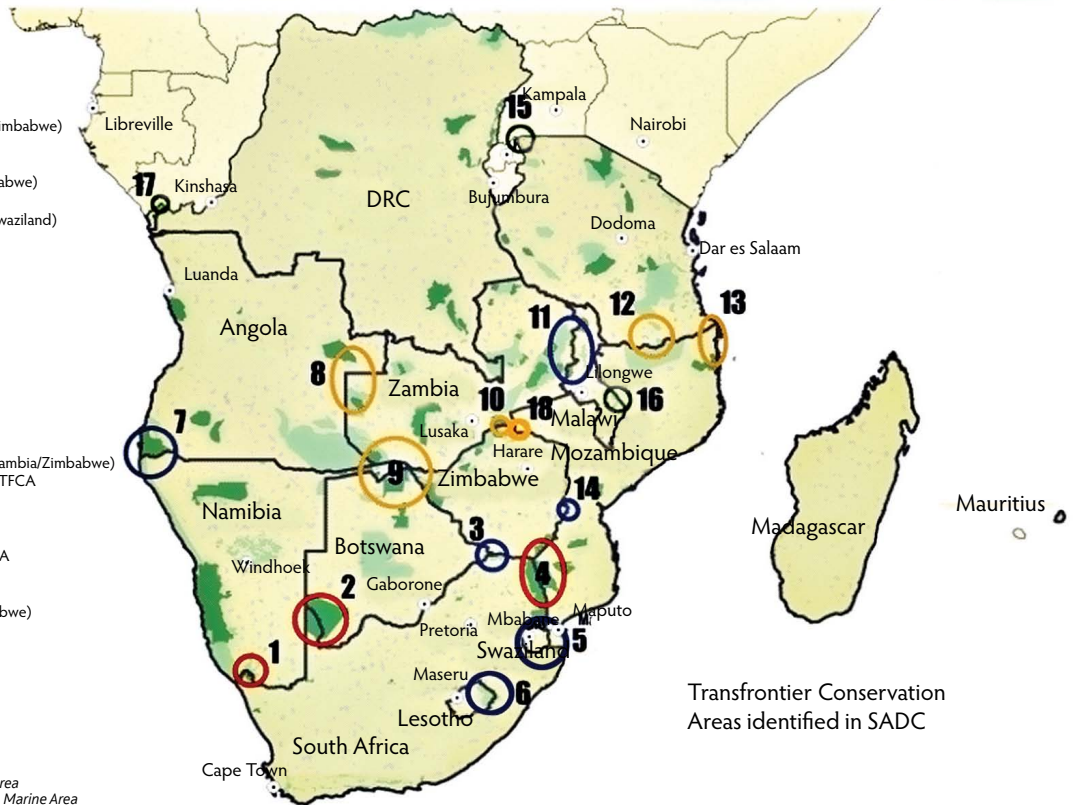 imbabwe)
abwe)
waziland)
ambia/Zimbabwe)
TFCA
A
bwe)
rea
Marine Area
15
Kampala
Libreville
Nairobi
17
Kinshasa
DRC
Bujumbura
Dodoma
Dar es Salaam
Luanda
Angola
11
12
13
8
Zambia
Lilongwe
10
18
16
Malawi
7
Lusaka
Harare
Mozambique
9
Zimbabwe
14
Namibia
Mauritius
Madagascar
3
Botswana
Windhoek
Gaborone
4
2
Pretoria
Mbabane
Maputo
M
5
Swaziland
1
Maseru
6
Lesotho
South Africa
Cape Town
Transfrontier Conservation
Areas identified in SADC